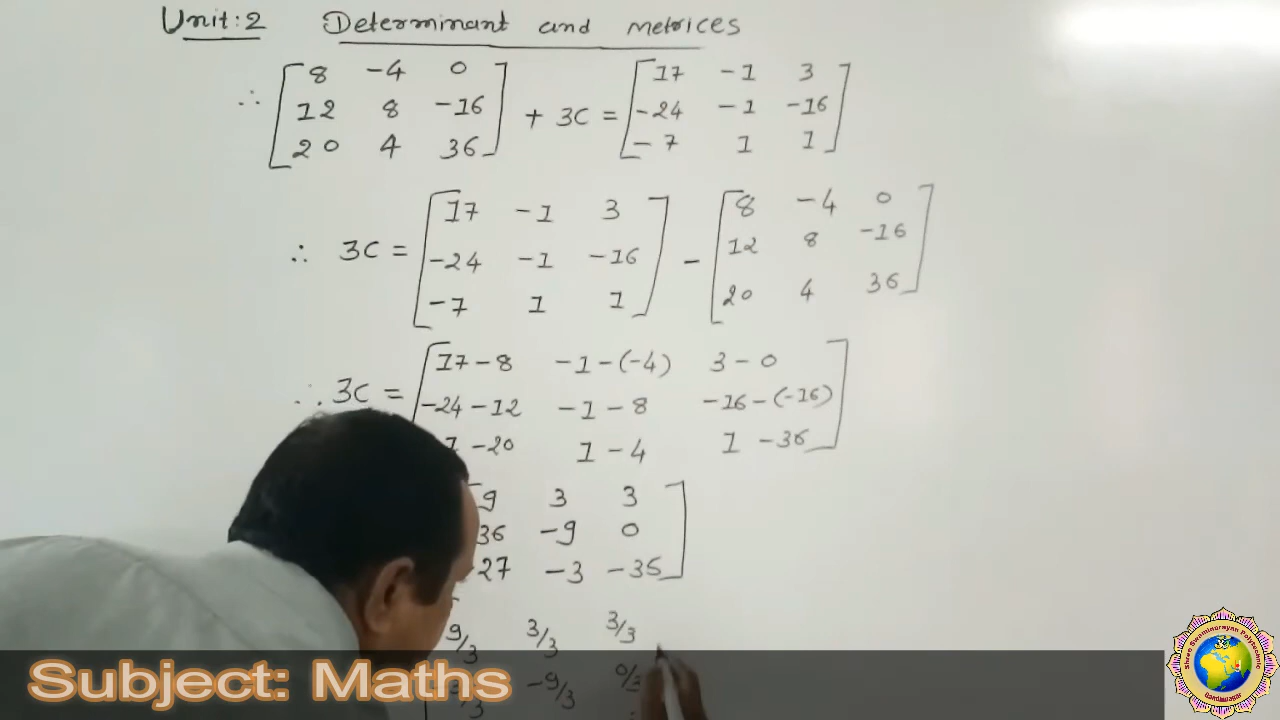 Unit:2 Determinant and metrices
∴ [ 8 -4 0 ] + 3C = [ 17 -1 3 ]
[ 12 8 -16 ] [ -24 -1 -16 ]
[ 20 4 36 ] [ -7 1 1 ]
∴ 3C = [ 17 -1 3 ] - [ 8 -4 0 ]
[ -24 -1 -16 ] [ 12 8 -16 ]
[ -7 1 1 ] [ 20 4 36 ]
∴ 3C = [ 17-8 -1-(-4) 3-0 ]
[ -24-12 -1-8 -16-(-16) ]
-20 1-4 1-36 ]
9 3 3 ]
36 -9 0
27 -3 -35 ]
9/3 3/3 3/3
-9/3 0/3
Subject: Maths